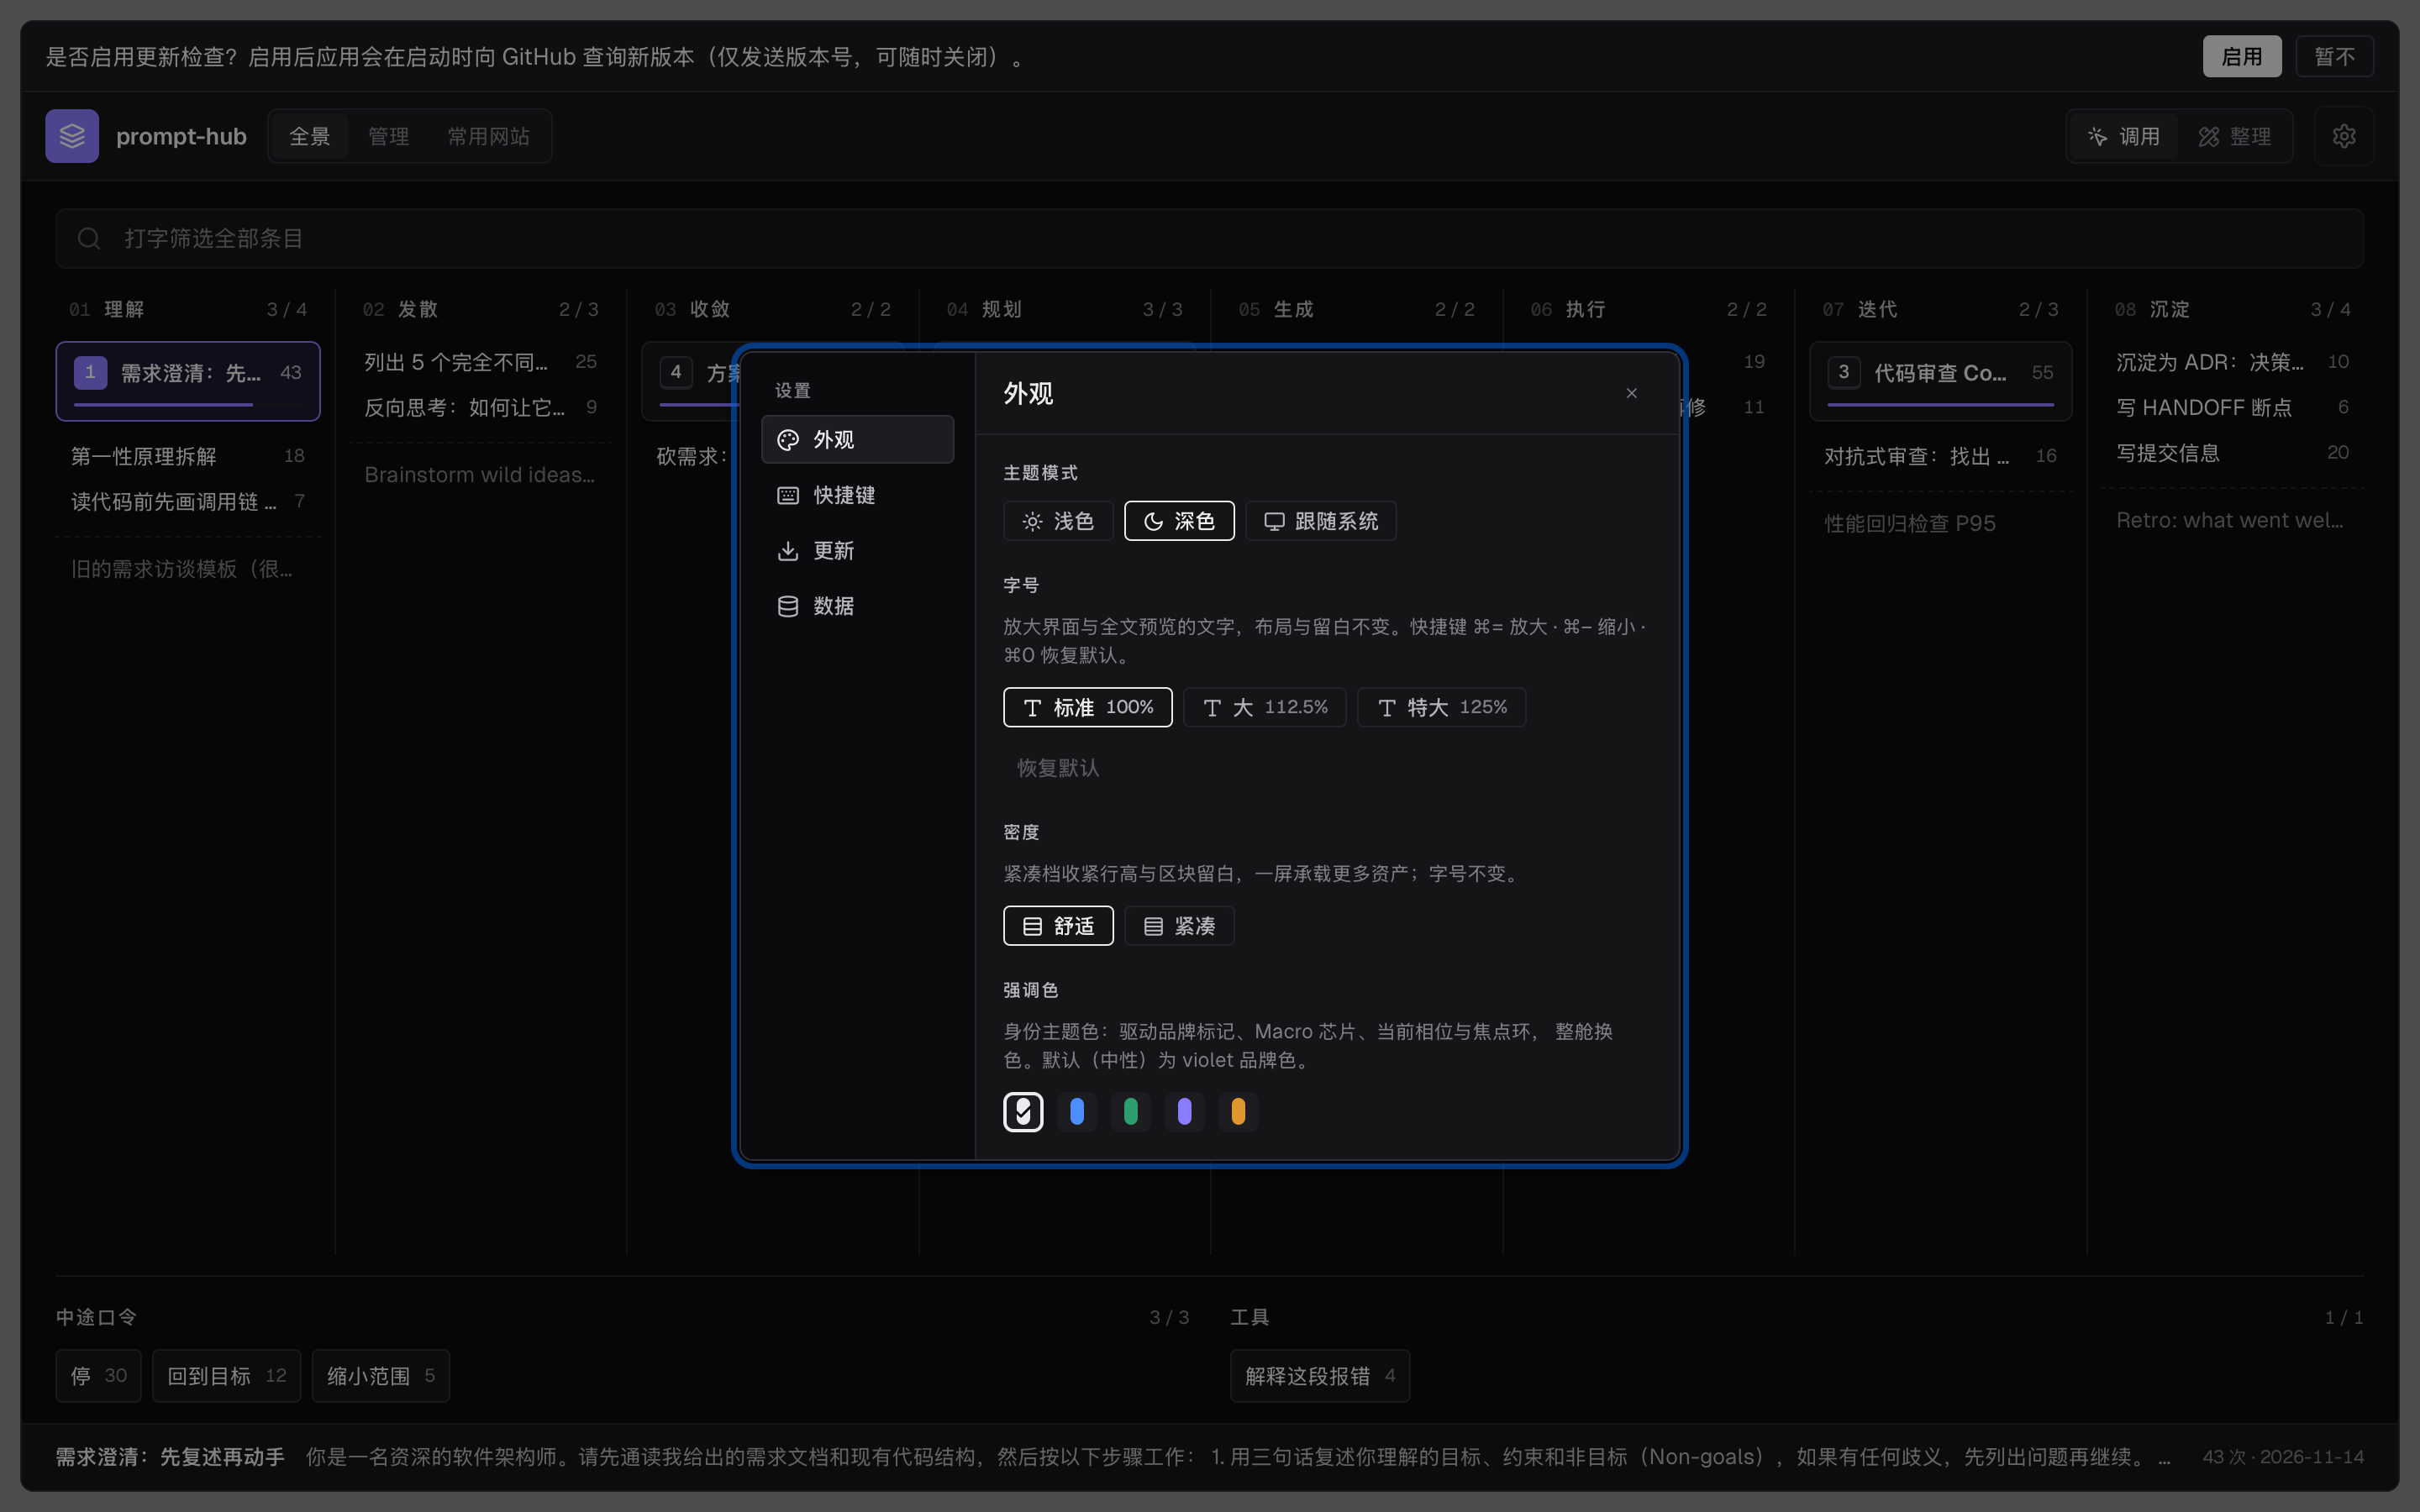 是否启用更新检查？启用后应用会在启动时向 GitHub 查询新版本（仅发送版本号，可随时关闭）。
启用
暂不
prompt-hub
全景
管理
常用网站
调用
整理
打字筛选全部条目
01 理解 3 / 4
1 需求澄清：先… 43
第一性原理拆解 18
读代码前先画调用链 … 7
旧的需求访谈模板（很…
02 发散 2 / 3
列出 5 个完全不同… 25
反向思考：如何让它… 9
Brainstorm wild ideas…
03 收敛 2 / 2
4
砍需求：
04 规划 3 / 3
05 生成 2 / 2
06 执行 2 / 2
19
修 11
07 迭代 2 / 3
3 代码审查 Co… 55
对抗式审查：找出 … 16
性能回归检查 P95
08 沉淀 3 / 4
沉淀为 ADR：决策… 10
写 HANDOFF 断点 6
写提交信息 20
Retro: what went wel…
设置
外观
快捷键
更新
数据
外观
主题模式
浅色
深色
跟随系统
字号
放大界面与全文预览的文字，布局与留白不变。快捷键 ⌘= 放大 · ⌘− 缩小 ·
⌘0 恢复默认。
标准 100%
大 112.5%
特大 125%
恢复默认
密度
紧凑档收紧行高与区块留白，一屏承载更多资产；字号不变。
舒适
紧凑
强调色
身份主题色：驱动品牌标记、Macro 芯片、当前相位与焦点环， 整舱换
色。默认（中性）为 violet 品牌色。
中途口令 3 / 3
停 30
回到目标 12
缩小范围 5
工具 1 / 1
解释这段报错 4
需求澄清：先复述再动手 你是一名资深的软件架构师。请先通读我给出的需求文档和现有代码结构，然后按以下步骤工作： 1. 用三句话复述你理解的目标、约束和非目标（Non-goals），如果有任何歧义，先列出问题再继续。 … 43 次 · 2026-11-14